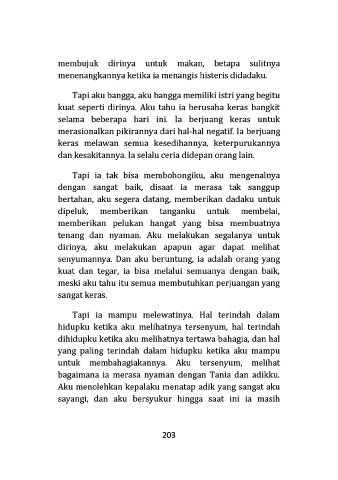 membujuk dirinya untuk makan, betapa sulitnya
menenangkannya ketika ia menangis histeris didadaku.
Tapi aku bangga, aku bangga memiliki istri yang begitu
kuat seperti dirinya. Aku tahu ia berusaha keras bangkit
selama beberapa hari ini. Ia berjuang keras untuk
merasionalkan pikirannya dari hal-hal negatif. Ia berjuang
keras melawan semua kesedihannya, keterpurukannya
dan kesakitannya. Ia selalu ceria didepan orang lain.
Tapi ia tak bisa membohongiku, aku mengenalnya
dengan sangat baik, disaat ia merasa tak sanggup
bertahan, aku segera datang, memberikan dadaku untuk
dipeluk, memberikan tanganku untuk membelai,
memberikan pelukan hangat yang bisa membuatnya
tenang dan nyaman. Aku melakukan segalanya untuk
dirinya, aku melakukan apapun agar dapat melihat
senyumannya. Dan aku beruntung, ia adalah orang yang
kuat dan tegar, ia bisa melalui semuanya dengan baik,
meski aku tahu itu semua membutuhkan perjuangan yang
sangat keras.
Tapi ia mampu melewatinya. Hal terindah dalam
hidupku ketika aku melihatnya tersenyum, hal terindah
dihidupku ketika aku melihatnya tertawa bahagia, dan hal
yang paling terindah dalam hidupku ketika aku mampu
untuk membahagiakannya. Aku tersenyum, melihat
bagaimana ia merasa nyaman dengan Tania dan adikku.
Aku menolehkan kepalaku menatap adik yang sangat aku
sayangi, dan aku bersyukur hingga saat ini ia masih
203